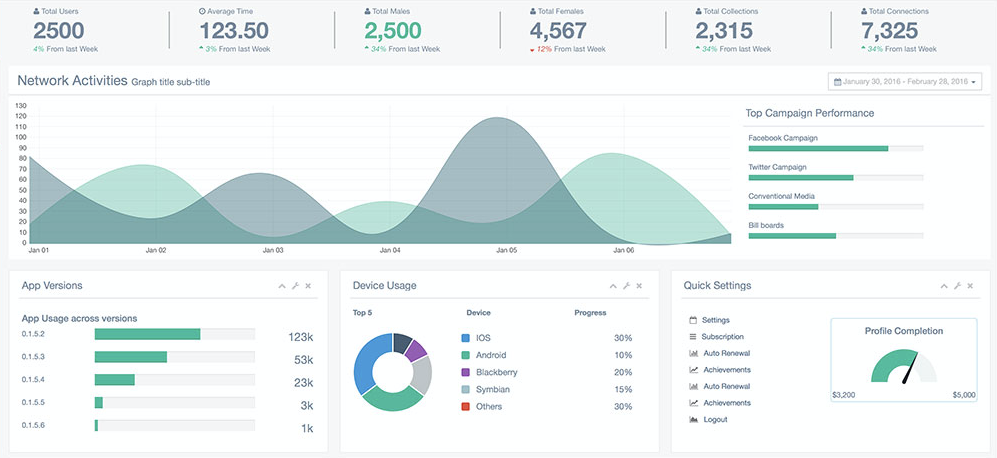 Total Users
Average Time
Total Males
Total Females
Total Collections
Total Connections
2500
123.50
2,500
4,567
2,315
7,325
4% From last Week
3% From last Week
34% From last Week
12% From last Week
34% From last Week
34% From last Week
Network Activities Graph title sub-title
January 30, 2016 - February 28, 2016
130
120
110
100
90
80
70
60
50
40
30
20
10
0
Jan 01
Jan 02
Jan 03
Jan 04
Jan 05
Jan 06
Top Campaign Performance
Facebook Campaign
Twitter Campaign
Conventional Media
Bill boards
App Versions
App Usage across versions
0.1.5.2 123k
0.1.5.3 53k
0.1.5.4 23k
0.1.5.5 3k
0.1.5.6 1k
Device Usage
Top 5 Device Progress
IOS 30%
Android 10%
Blackberry 20%
Symbian 15%
Others 30%
Quick Settings
Settings
Subscription
Auto Renewal
Achievements
Auto Renewal
Achievements
Logout
Profile Completion
$3,200 $5,000